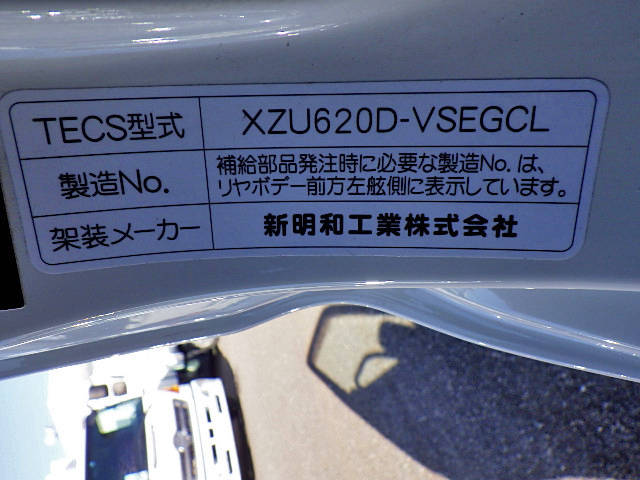 TECS型式 XZU620D-VSEGCL
製造No. 補給部品発注時に必要な製造No.は、
リヤボデー前方左舷側に表示しています。
架装メーカー 新明和工業株式会社